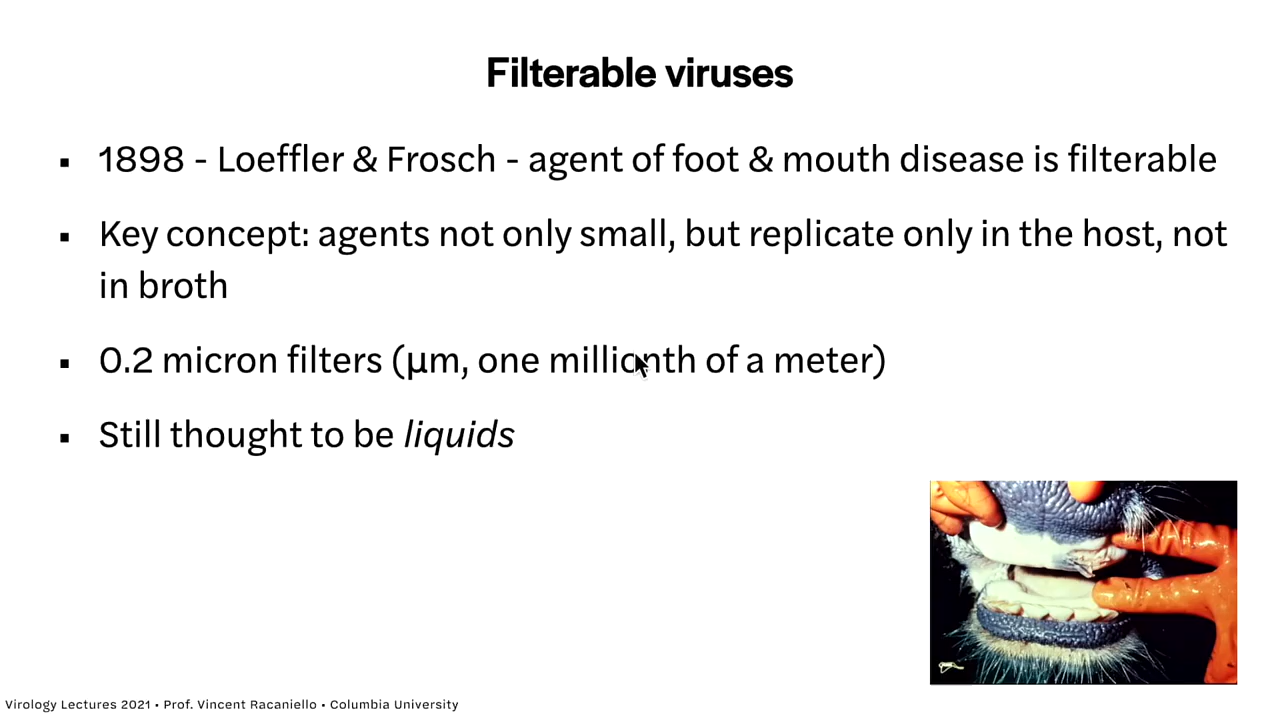 Filterable viruses
▪ 1898 - Loeffler & Frosch - agent of foot & mouth disease is filterable
▪ Key concept: agents not only small, but replicate only in the host, not
in broth
▪ 0.2 micron filters (μm, one millionth of a meter)
▪ Still thought to be liquids
Virology Lectures 2021 • Prof. Vincent Racaniello • Columbia University